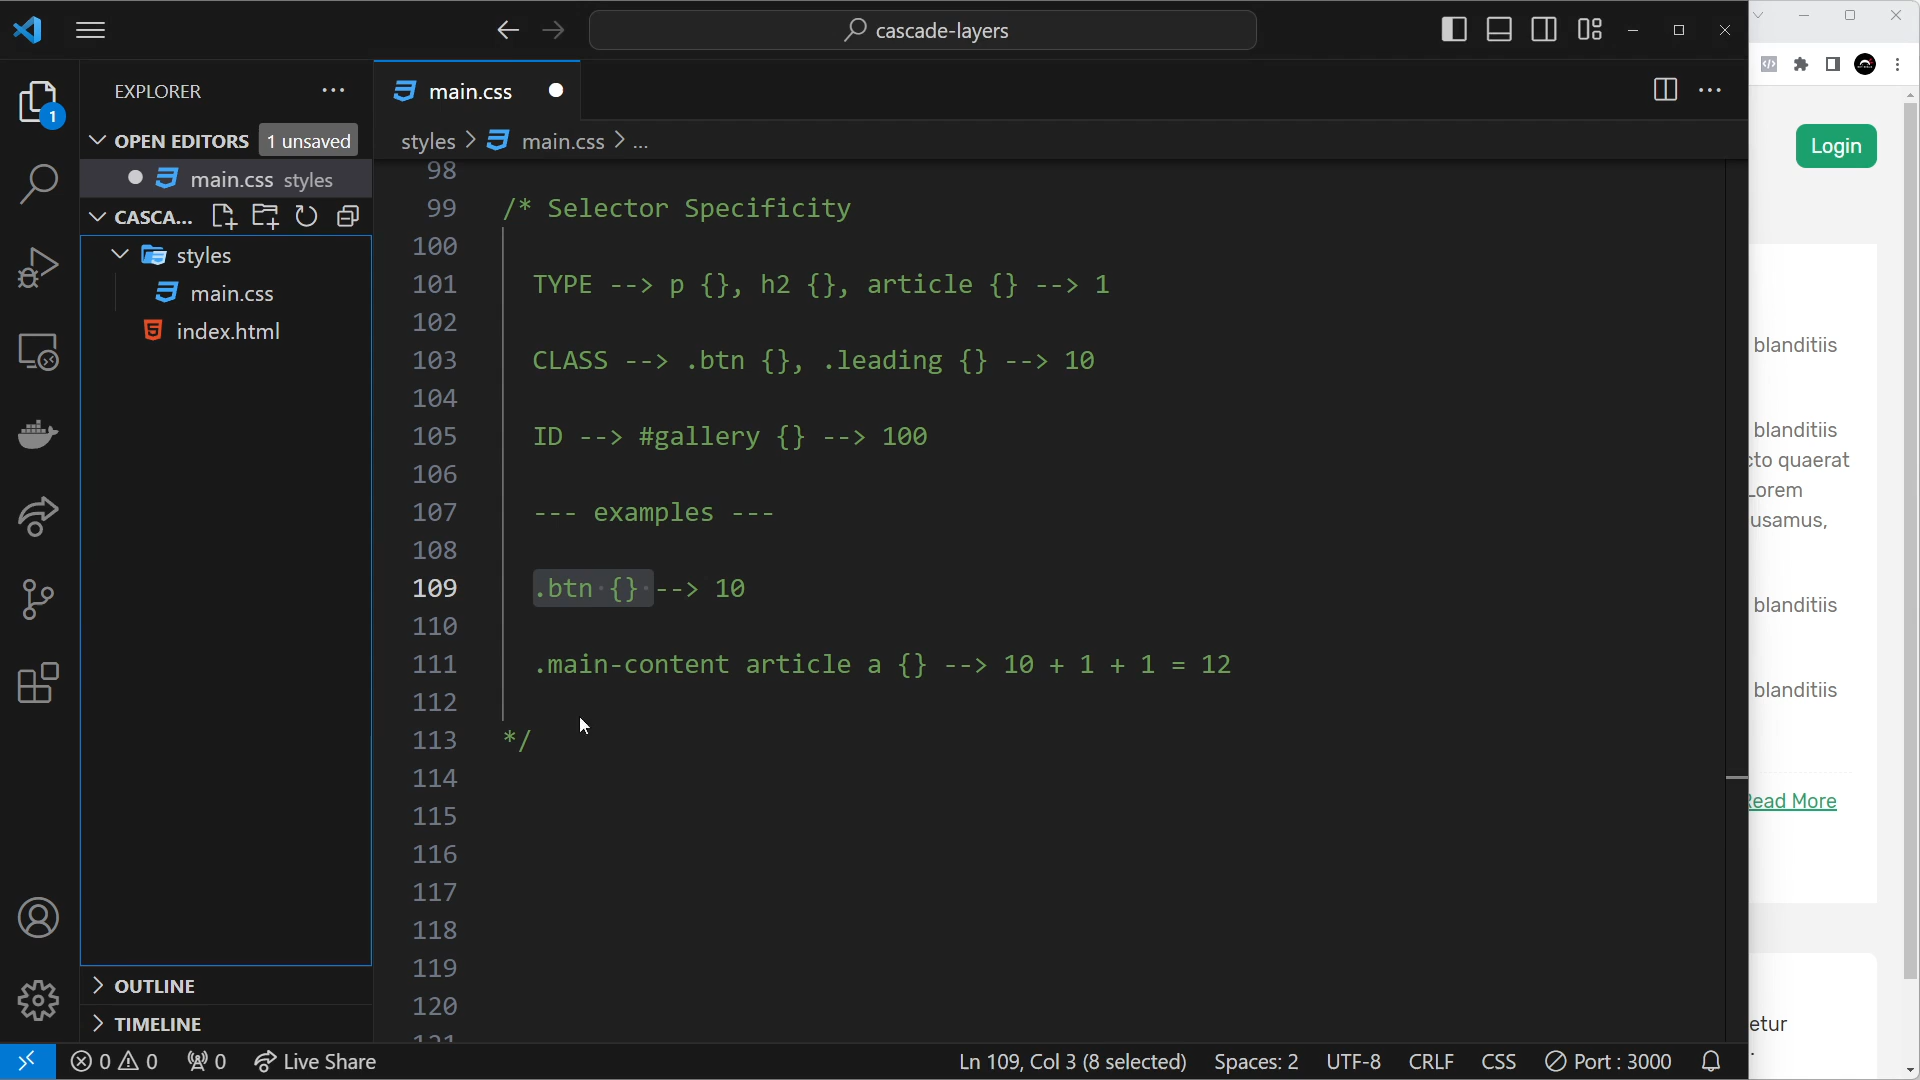 cascade-layers
EXPLORER
OPEN EDITORS 1 unsaved
main.css styles
CASCA...
styles
main.css
index.html
OUTLINE
TIMELINE
1
main.css
styles > main.css > ...
98
99 /* Selector Specificity
100
101 TYPE --> p {}, h2 {}, article {} --> 1
102
103 CLASS --> .btn {}, .leading {} --> 10
104
105 ID --> #gallery {} --> 100
106
107 --- examples ---
108
109 .btn {} --> 10
110
111 .main-content article a {} --> 10 + 1 + 1 = 12
112
113 */
114
115
116
117
118
119
120
121
0 0 0 Live Share
Ln 109, Col 3 (8 selected) Spaces: 2 UTF-8 CRLF CSS Port : 3000
Login
blanditiis
blanditiis
cto quaerat
Lorem
usamus,
blanditiis
blanditiis
Read More
etur